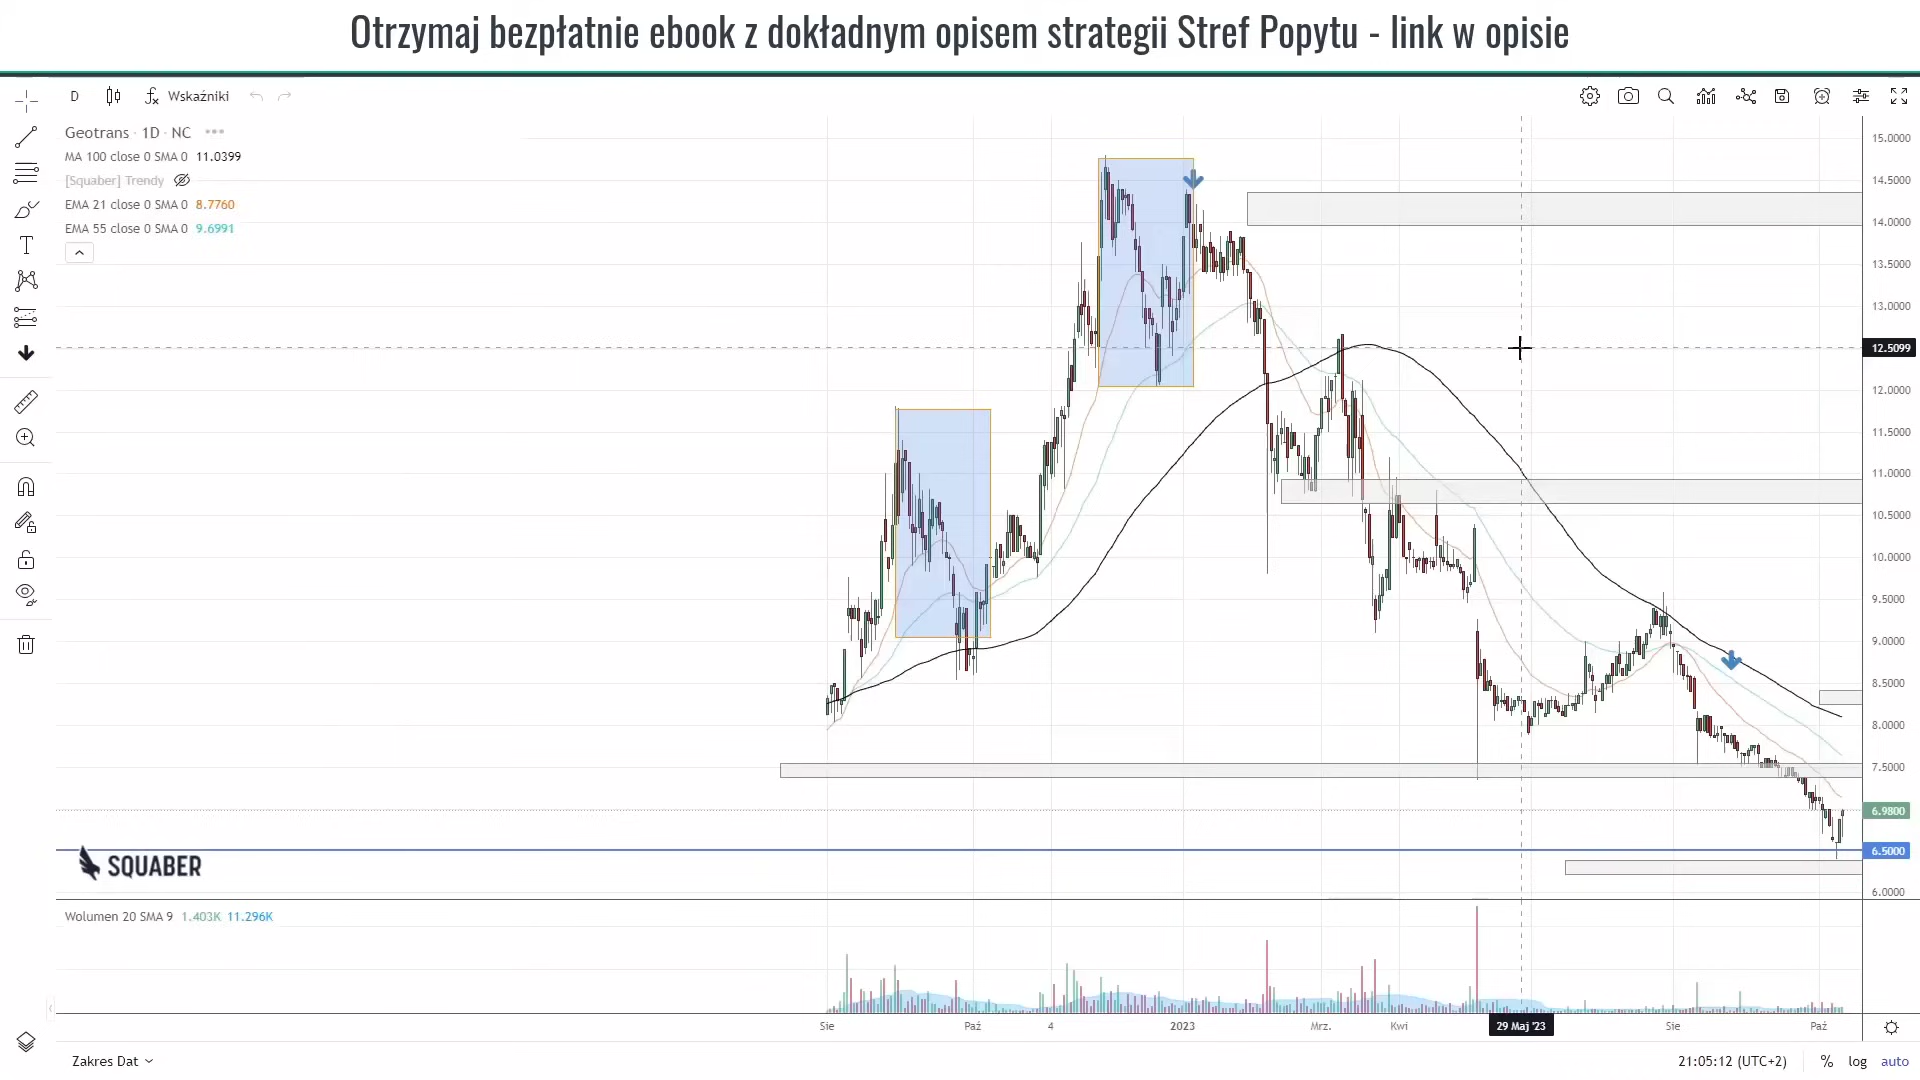 Otrzymaj bezpłatnie ebook z dokładnym opisem strategii Stref Popytu - link w opisie
D Wskaźniki
Geotrans · 1D · NC
MA 100 close 0 SMA 0 11.0399
[Squaber] Trendy
EMA 21 close 0 SMA 0 8.7760
EMA 55 close 0 SMA 0 9.6991
15.0000
14.5000
14.0000
13.5000
13.0000
12.5099
12.0000
11.5000
11.0000
10.5000
10.0000
9.5000
9.0000
8.5000
8.0000
7.5000
6.9800
6.5000
6.0000
SQUABER
Wolumen 20 SMA 9 1.403K 11.296K
Sie Paź 4 2023 Mrz. Kwi 29 Maj '23 Sie Paź
Zakres Dat 21:05:12 (UTC+2) % log auto